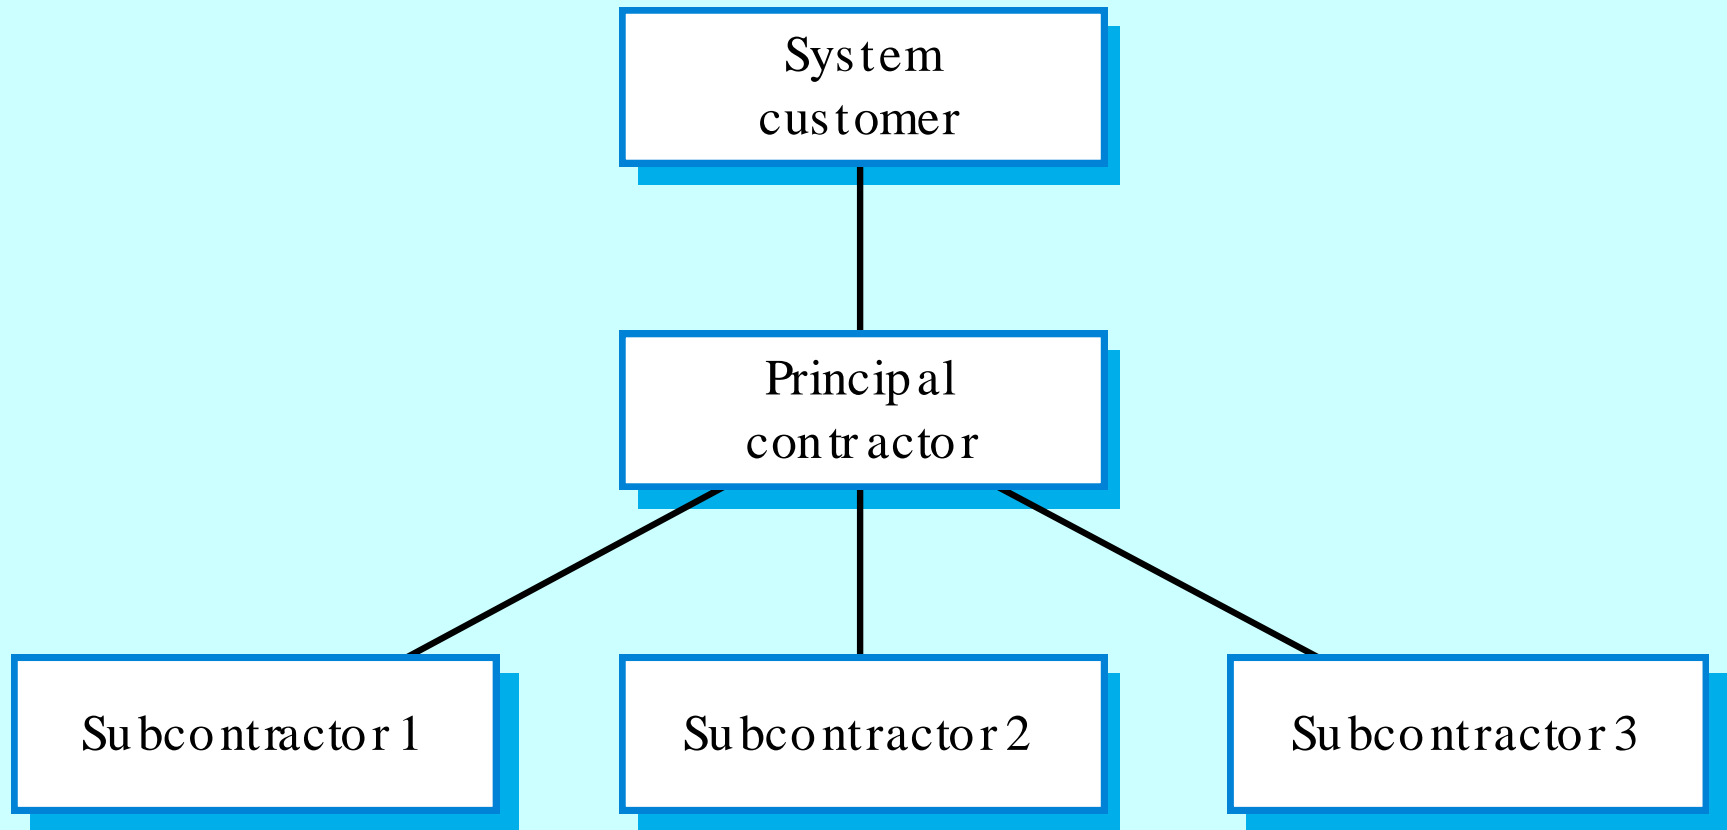 System
customer
Principal
contractor
Subcontractor 1
Subcontractor 2
Subcontractor 3